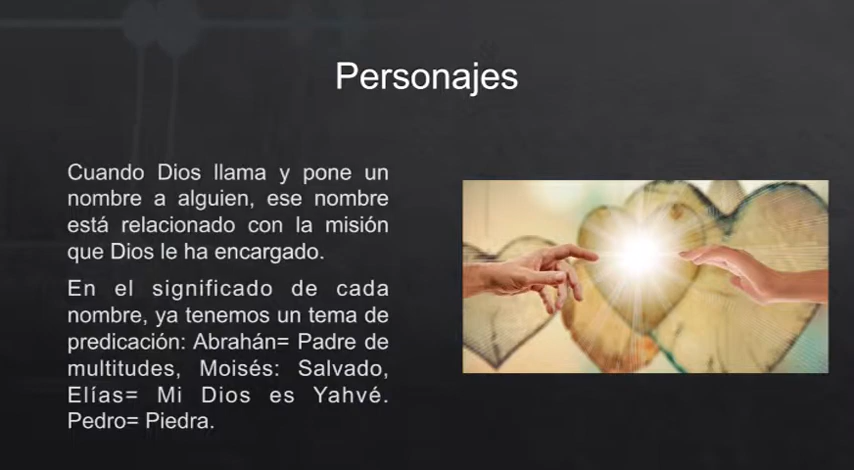 Personajes
Cuando Dios llama y pone un
nombre a alguien, ese nombre
está relacionado con la misión
que Dios le ha encargado.
En el significado de cada
nombre, ya tenemos un tema de
predicación: Abrahán= Padre de
multitudes, Moisés: Salvado,
Elías= Mi Dios es Yahvé.
Pedro= Piedra.